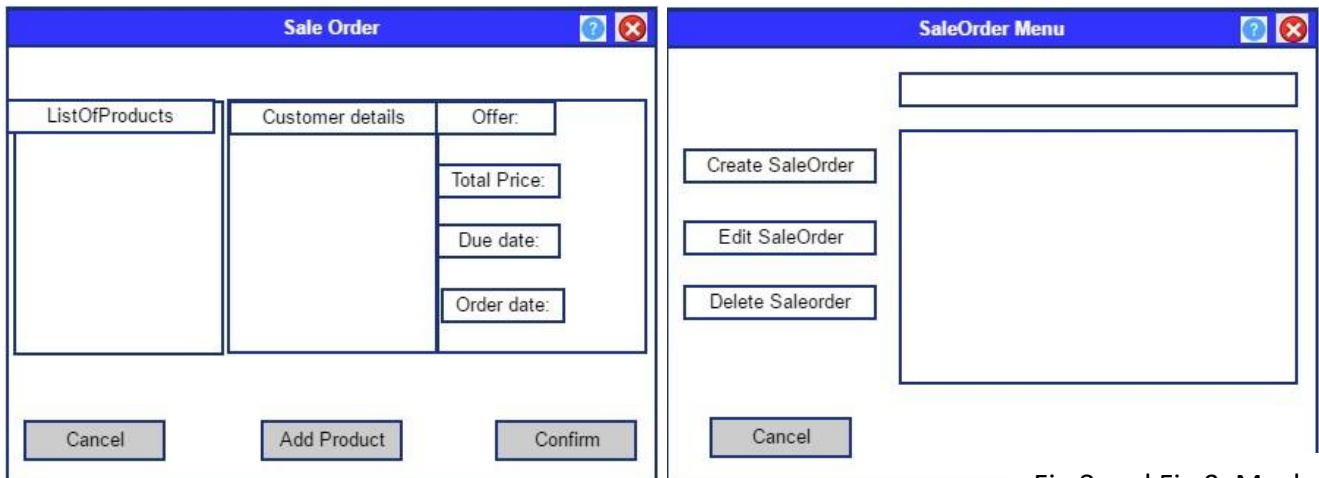 Sale Order
ListOfProducts
Customer details
Offer:
Total Price:
Due date:
Order date:
Cancel
Add Product
Confirm
SaleOrder Menu
Create SaleOrder
Edit SaleOrder
Delete Saleorder
Cancel